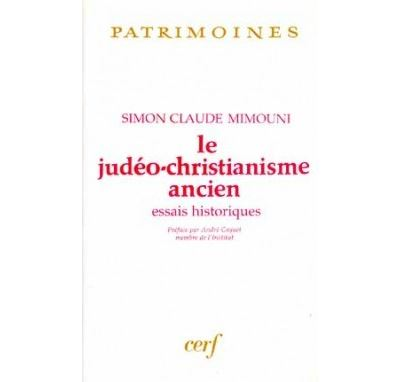 PATRIMOINES
SIMON CLAUDE MIMOUNI
le
judéo-christianisme
ancien
essais historiques
Préface par André Caquot
membre de l'Institut
cerf